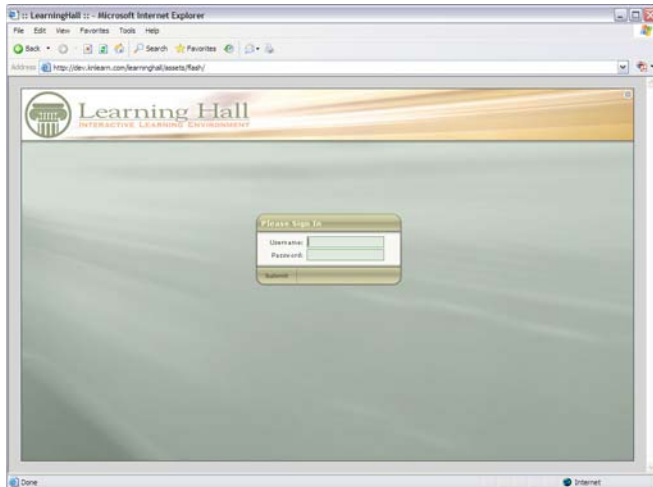 :: LearningHall :: - Microsoft Internet Explorer
File Edit View Favorites Tools Help
Back Search Favorites
Address http://dev.knlearn.com/learninghall/assets/flash/
Learning Hall
INTERACTIVE LEARNING ENVIRONMENT
Please Sign In
Username:
Password:
Submit
Done Internet